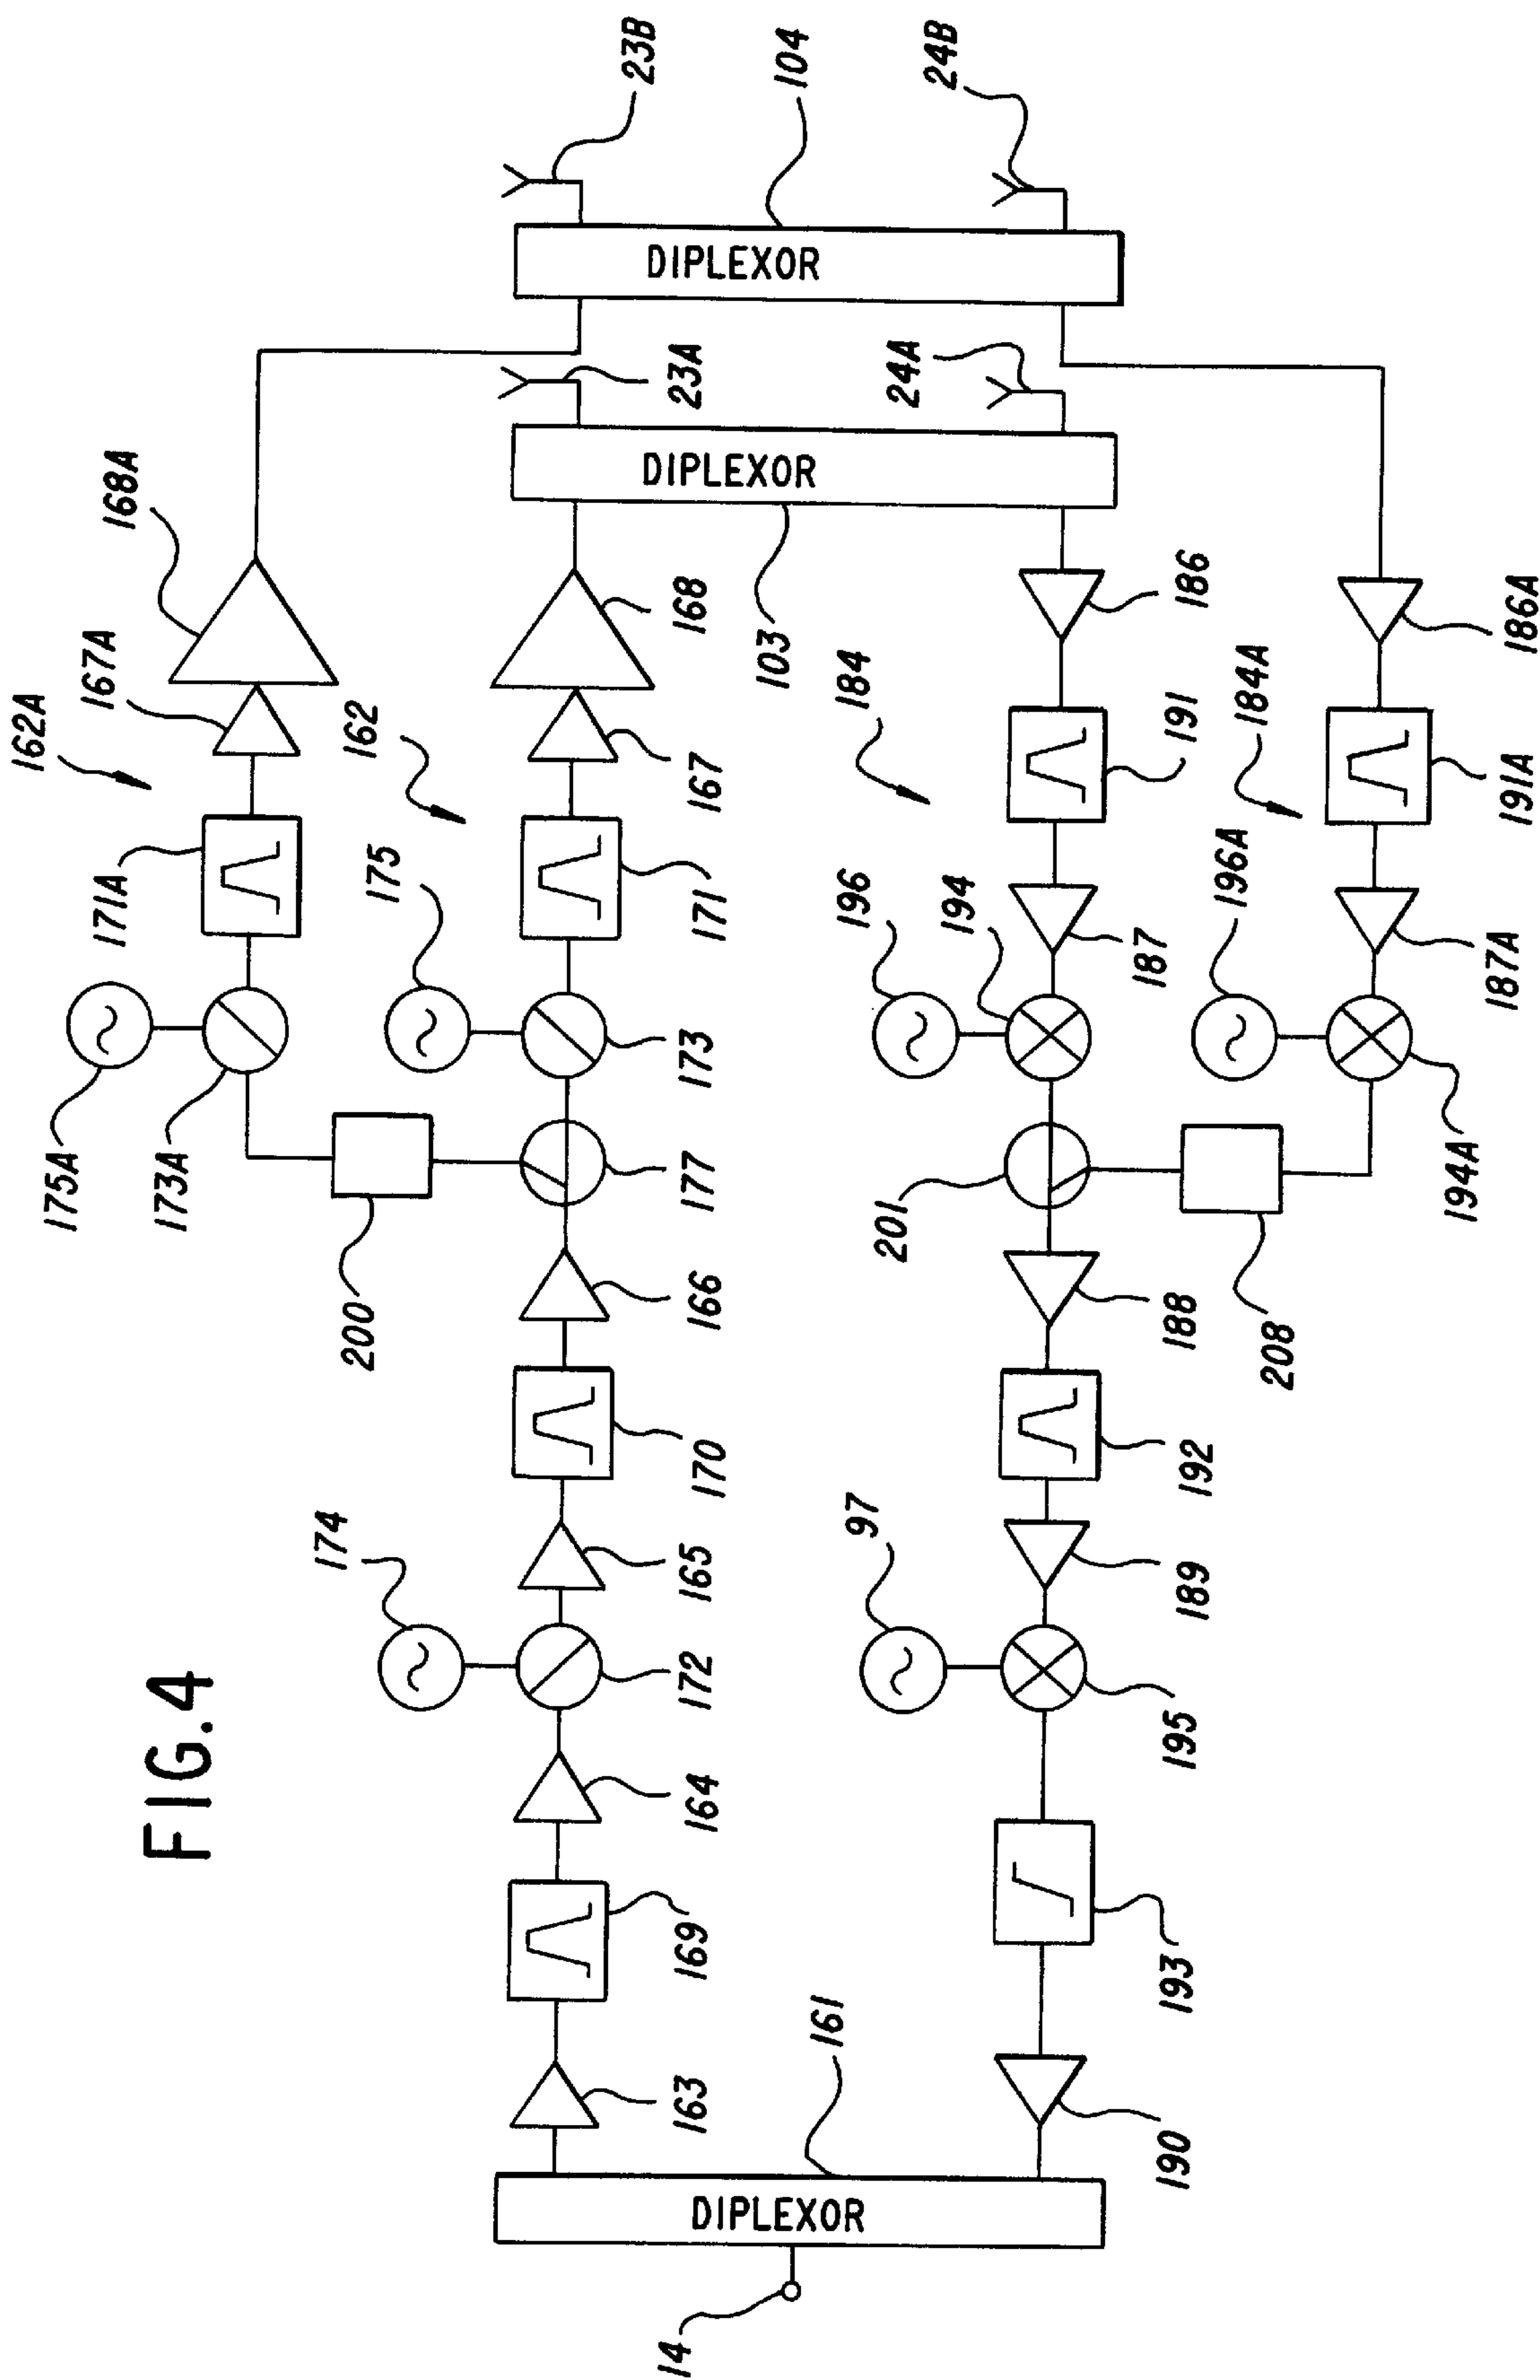 FIG.4
14
DIPLEXOR
161
163
169
164
174
172
165
170
166
200
177
175A
173A
171A
162A
167A
168A
175
173
171
162
167
168
103
DIPLEXOR
23A
24A
DIPLEXOR
104
23B
24B
186
184
191
187
196
194
201
188
192
189
97
195
193
190
186A
184A
191A
187A
196A
194A
208